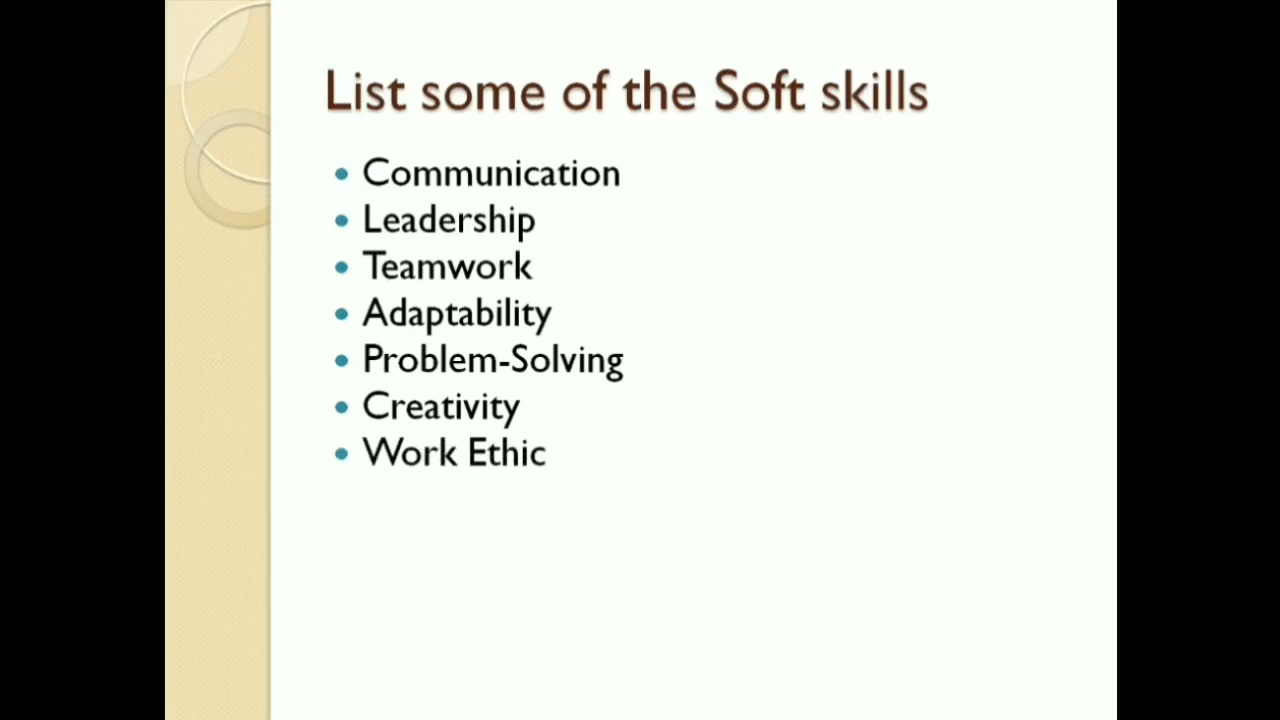 List some of the Soft skills
• Communication
• Leadership
• Teamwork
• Adaptability
• Problem-Solving
• Creativity
• Work Ethic